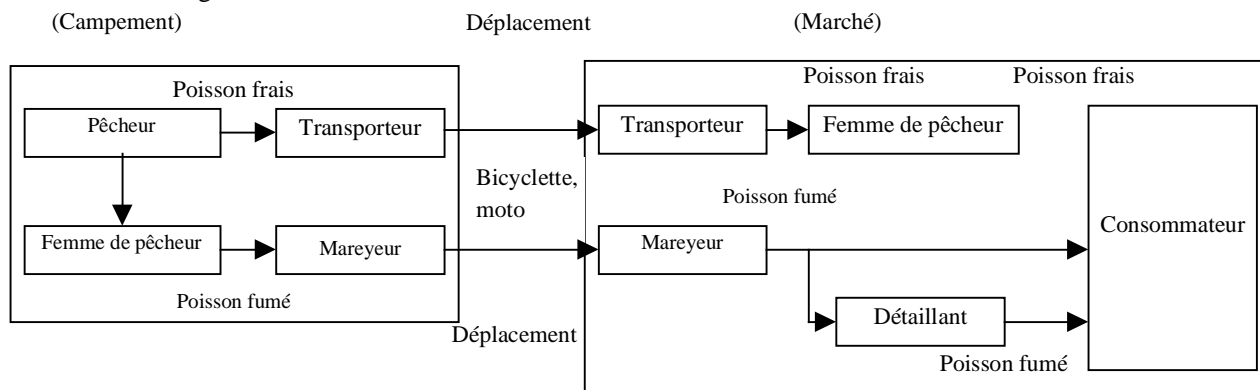 (Campement) Déplacement (Marché)
Poisson frais Poisson frais Poisson frais
Pêcheur Transporteur Transporteur Femme de pêcheur
Bicyclette,
moto
Poisson fumé
Consommateur
Femme de pêcheur Mareyeur Mareyeur
Poisson fumé
Détaillant
Déplacement
Poisson fumé